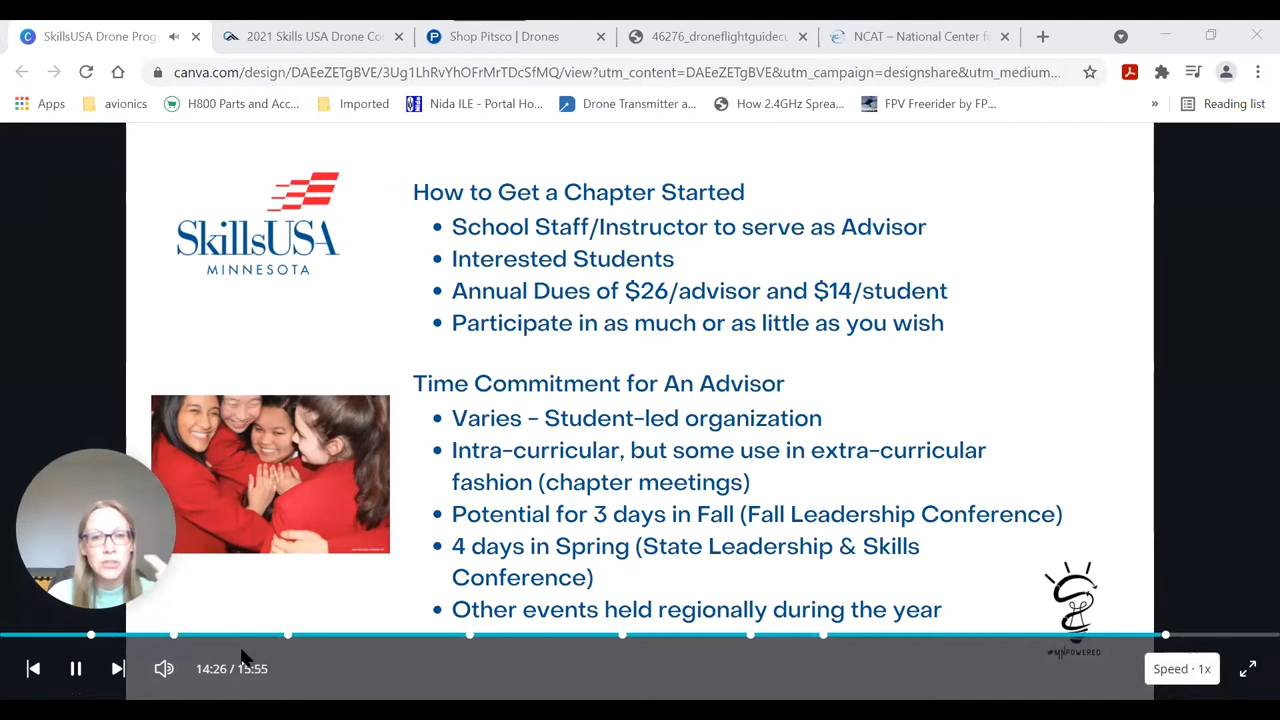 SkillsUSA Drone Prog
2021 Skills USA Drone Co
Shop Pitsco | Drones
46276_droneflightguidecu
NCAT – National Center f
canva.com/design/DAEeZETgBVE/3Ug1LhRvYhOFrMrTDcSfMQ/view?utm_content=DAEeZETgBVE&utm_campaign=designshare&utm_medium...
Apps
avionics
H800 Parts and Acc...
Imported
Nida ILE - Portal Ho...
Drone Transmitter a...
How 2.4GHz Sprea...
FPV Freerider by FP...
»
Reading list
SkillsUSA
MINNESOTA
How to Get a Chapter Started
• School Staff/Instructor to serve as Advisor
• Interested Students
• Annual Dues of $26/advisor and $14/student
• Participate in as much or as little as you wish
Time Commitment for An Advisor
• Varies - Student-led organization
• Intra-curricular, but some use in extra-curricular
fashion (chapter meetings)
• Potential for 3 days in Fall (Fall Leadership Conference)
• 4 days in Spring (State Leadership & Skills
Conference)
• Other events held regionally during the year
#MNPOWERED
14:26 / 15:55
Speed · 1x